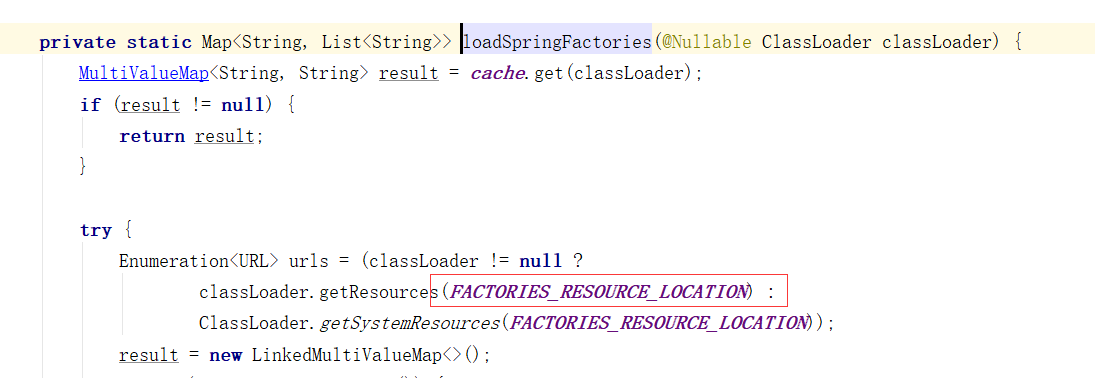 private static Map<String, List<String>> loadSpringFactories(@Nullable ClassLoader classLoader) {
MultiValueMap<String, String> result = cache.get(classLoader);
if (result != null) {
return result;
}
try {
Enumeration<URL> urls = (classLoader != null ?
classLoader.getResources(FACTORIES_RESOURCE_LOCATION) :
ClassLoader.getSystemResources(FACTORIES_RESOURCE_LOCATION));
result = new LinkedMultiValueMap<>();